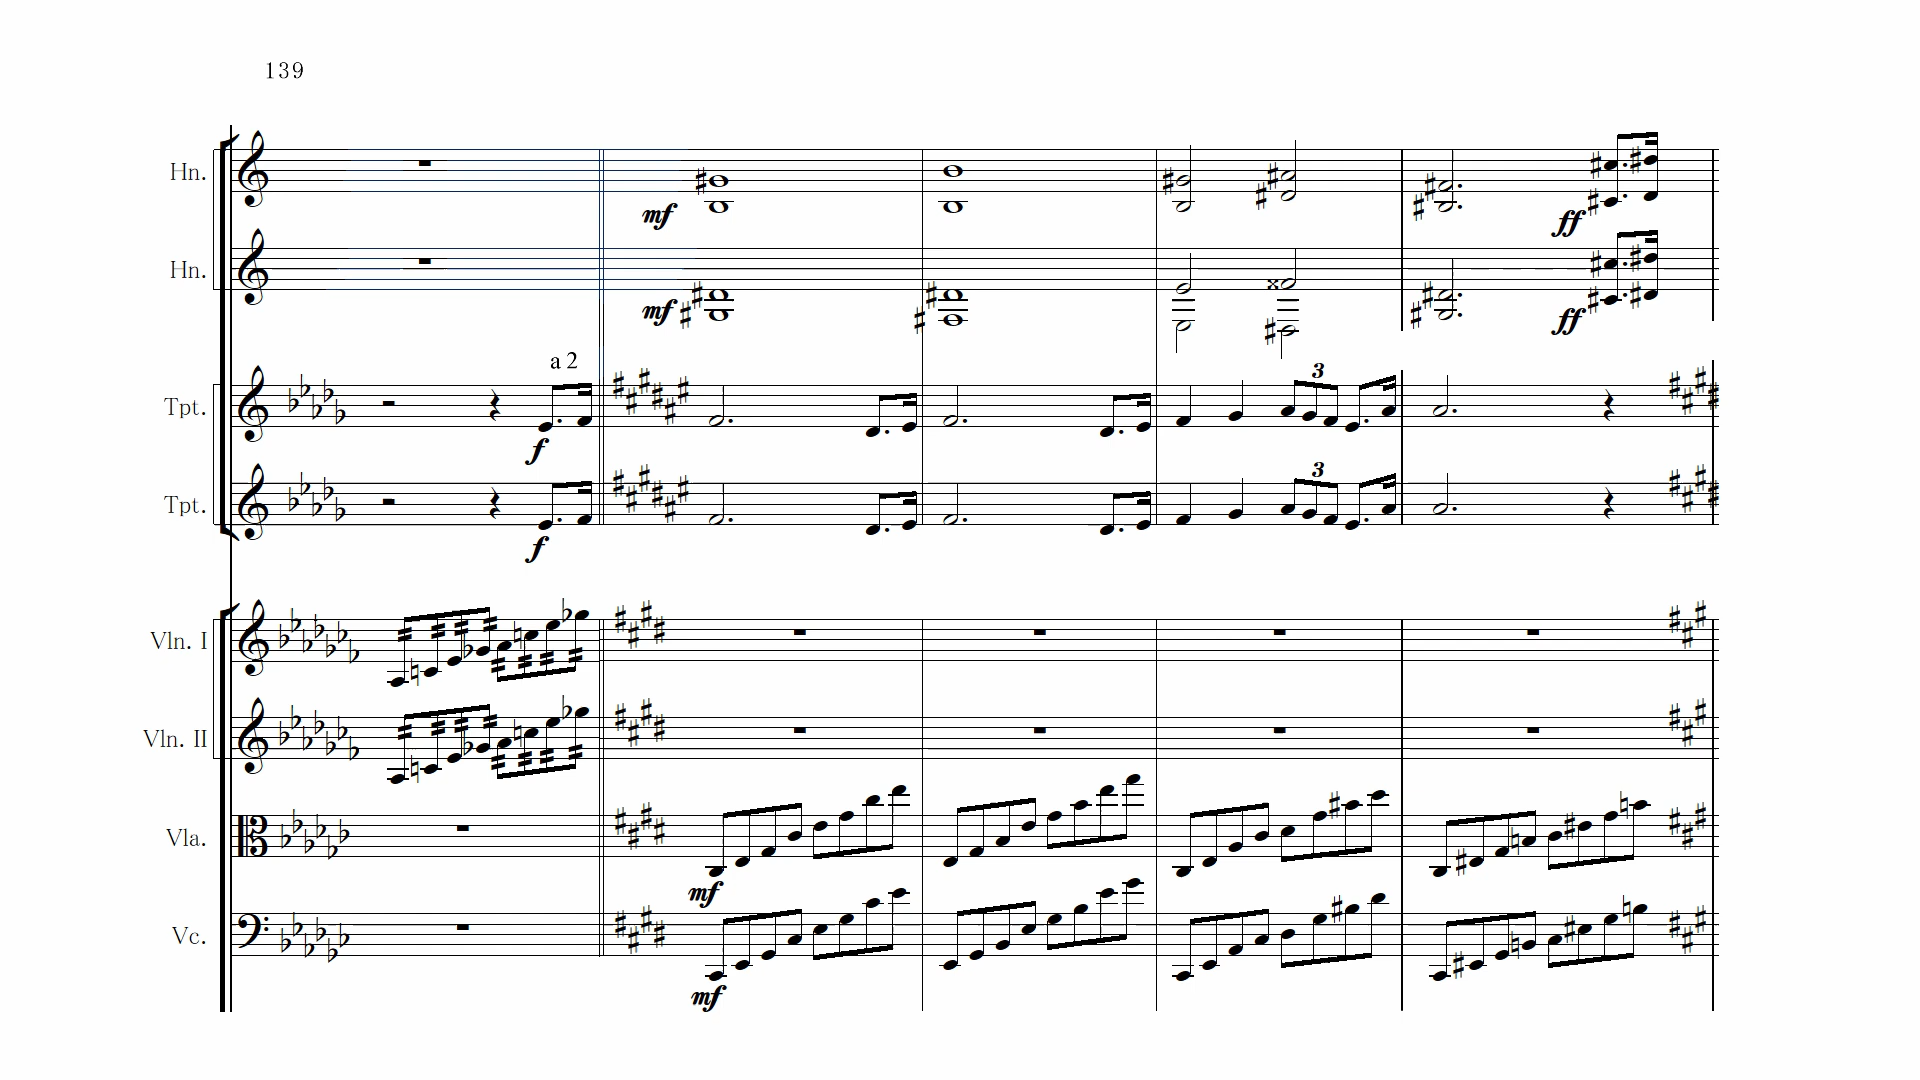 139
Hn.
mf
ff
Hn.
mf
ff
a 2
Tpt.
f
3
Tpt.
f
3
Vln. I
Vln. II
Vla.
mf
Vc.
mf